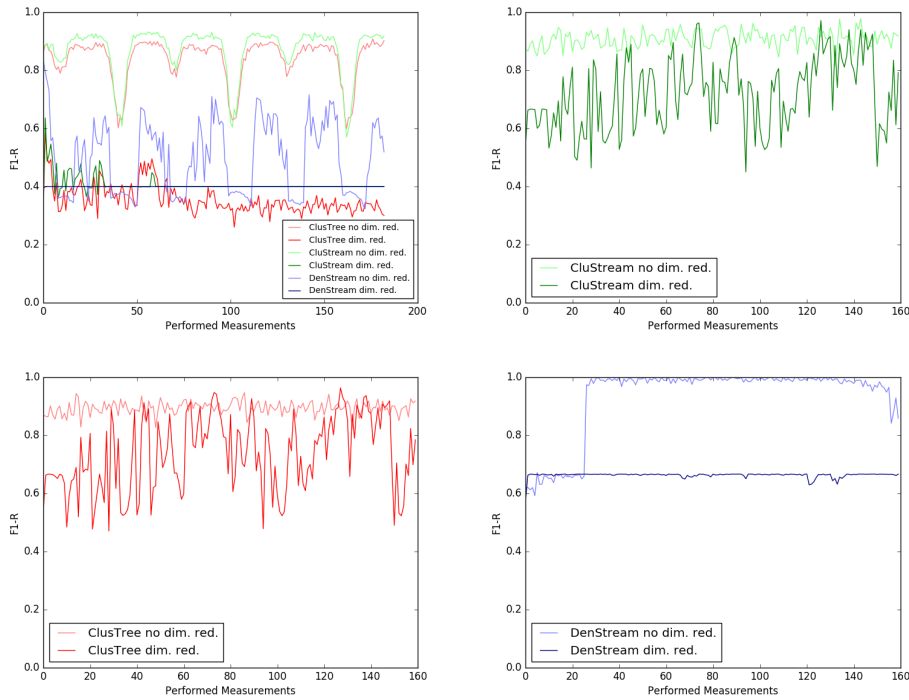 1.0
0.8
0.6
0.4
0.2
0.0
F1-R
0
50
100
150
200
Performed Measurements
ClusTree no dim. red.
ClusTree dim. red.
CluStream no dim. red.
CluStream dim. red.
DenStream no dim. red.
DenStream dim. red.
1.0
0.8
0.6
0.4
0.2
0.0
F1-R
0
20
40
60
80
100
120
140
160
Performed Measurements
CluStream no dim. red.
CluStream dim. red.
1.0
0.8
0.6
0.4
0.2
0.0
F1-R
0
20
40
60
80
100
120
140
160
Performed Measurements
ClusTree no dim. red.
ClusTree dim. red.
1.0
0.8
0.6
0.4
0.2
0.0
F1-R
0
20
40
60
80
100
120
140
160
Performed Measurements
DenStream no dim. red.
DenStream dim. red.